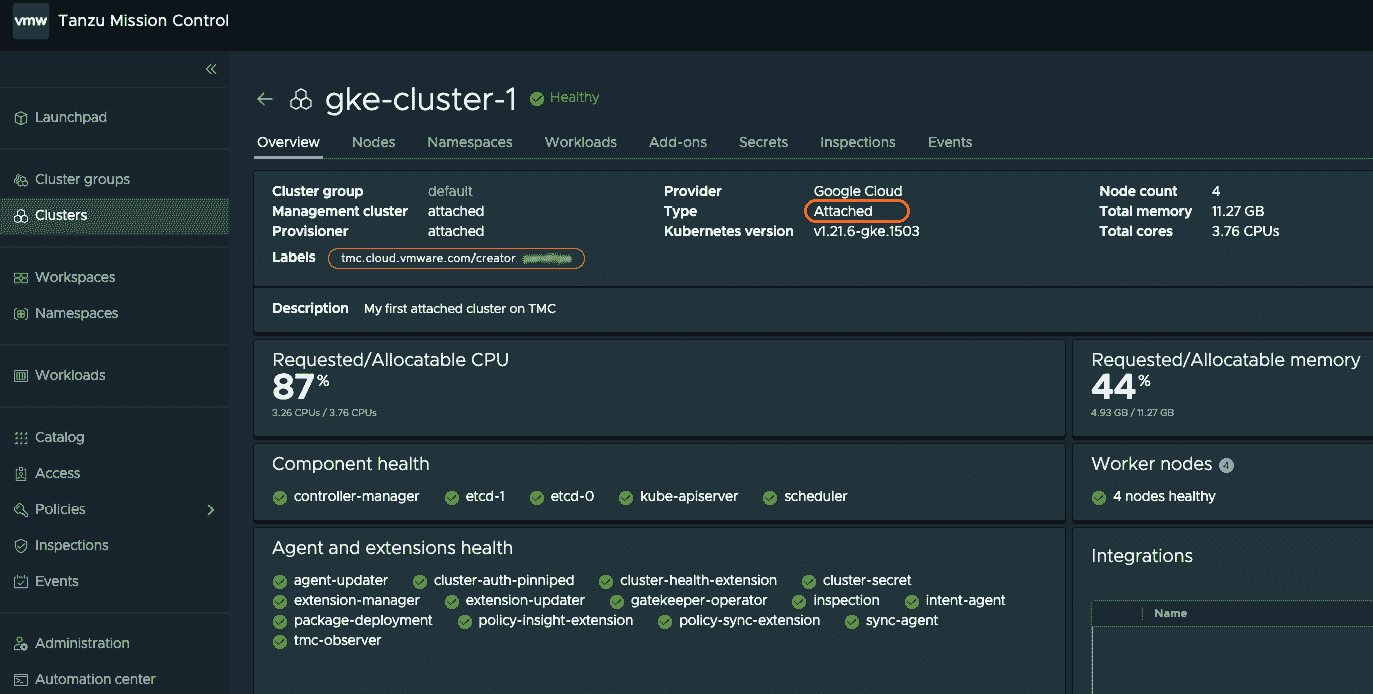 vmw Tanzu Mission Control
Launchpad
Cluster groups
Clusters
Workspaces
Namespaces
Workloads
Catalog
Access
Policies
Inspections
Events
Administration
Automation center
gke-cluster-1 Healthy
Overview Nodes Namespaces Workloads Add-ons Secrets Inspections Events
Cluster group default
Management cluster attached
Provisioner attached
Labels tmc.cloud.vmware.com/creator
Provider Google Cloud
Type Attached
Kubernetes version v1.21.6-gke.1503
Node count 4
Total memory 11.27 GB
Total cores 3.76 CPUs
Description My first attached cluster on TMC
Requested/Allocatable CPU
87%
3.26 CPUs / 3.76 CPUs
Requested/Allocatable memory
44%
4.93 GB / 11.27 GB
Component health
controller-manager etcd-1 etcd-0 kube-apiserver scheduler
Worker nodes 4
4 nodes healthy
Agent and extensions health
agent-updater cluster-auth-pinniped cluster-health-extension cluster-secret
extension-manager extension-updater gatekeeper-operator inspection intent-agent
package-deployment policy-insight-extension policy-sync-extension sync-agent
tmc-observer
Integrations
Name